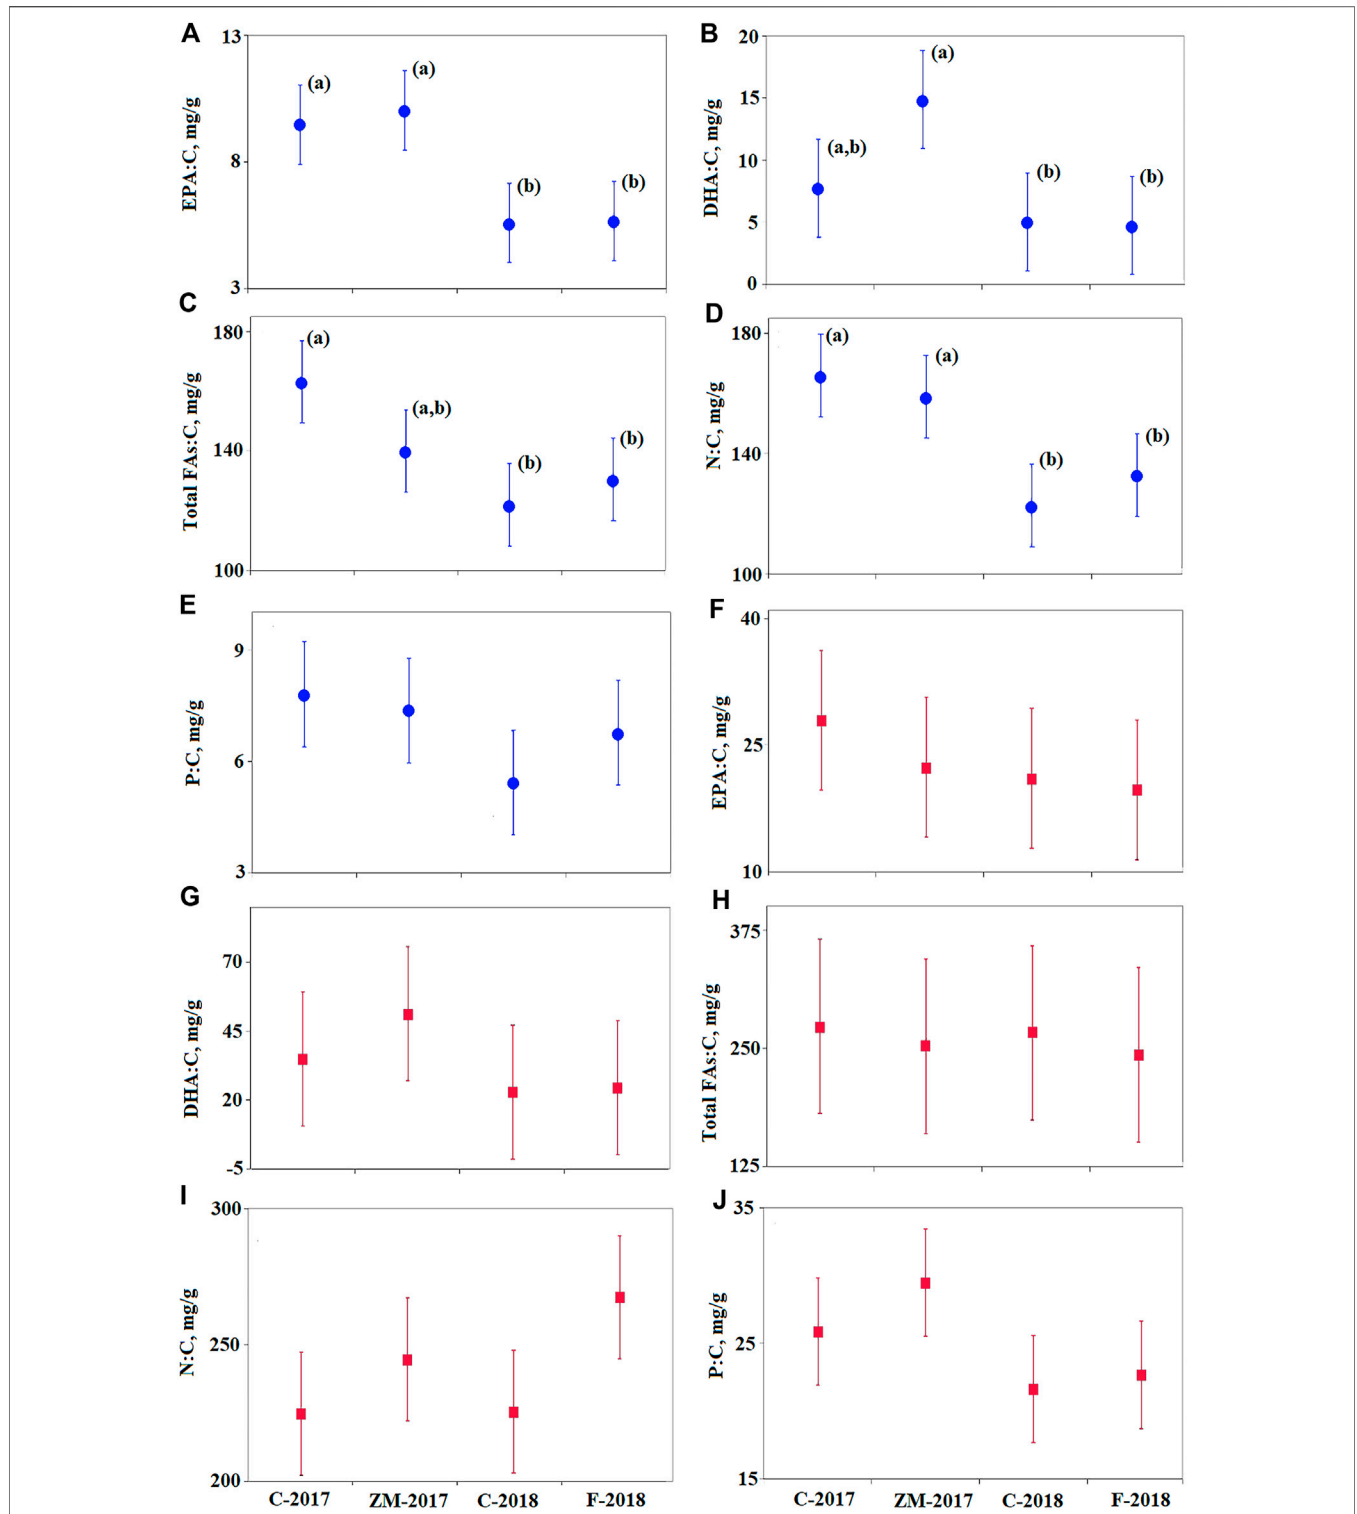 A
EPA:C, mg/g
13
8
3
(a)
(a)
(b)
(b)
B
DHA:C, mg/g
20
15
10
5
0
(a,b)
(a)
(b)
(b)
C
Total FAs:C, mg/g
180
140
100
(a)
(a,b)
(b)
(b)
D
N:C, mg/g
180
140
100
(a)
(a)
(b)
(b)
E
P:C, mg/g
9
6
3
F
EPA:C, mg/g
40
25
10
G
DHA:C, mg/g
70
45
20
-5
H
Total FAs:C, mg/g
375
250
125
I
N:C, mg/g
300
250
200
C-2017 ZM-2017 C-2018 F-2018
J
P:C, mg/g
35
25
15
C-2017 ZM-2017 C-2018 F-2018